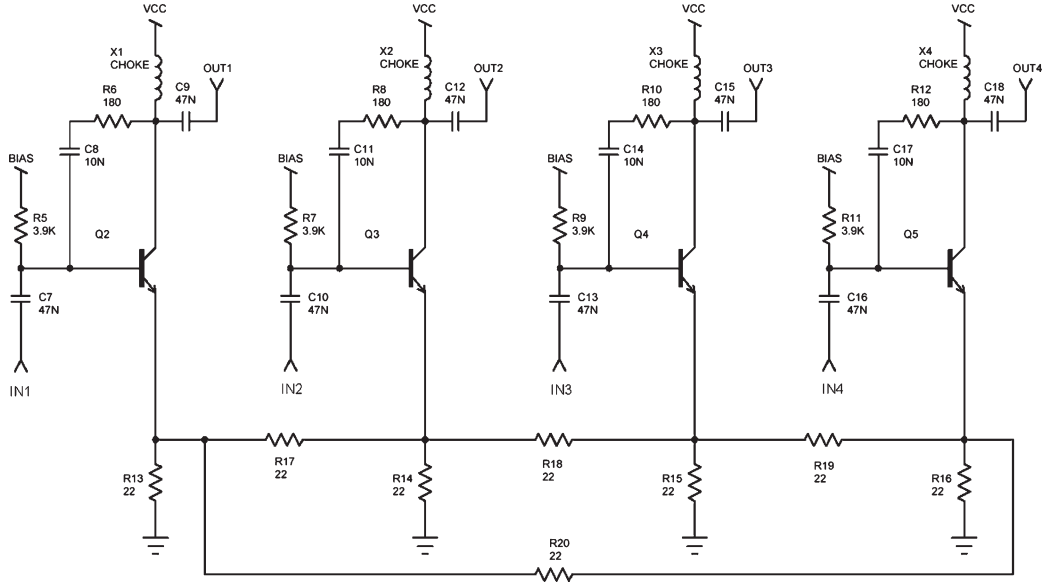 VCC
X1
CHOKE
R6
180
C9
47N
OUT1
C8
10N
BIAS
R5
3.9K
Q2
C7
47N
IN1
VCC
X2
CHOKE
R8
180
C12
47N
OUT2
C11
10N
BIAS
R7
3.9K
Q3
C10
47N
IN2
VCC
X3
CHOKE
R10
180
C15
47N
OUT3
C14
10N
BIAS
R9
3.9K
Q4
C13
47N
IN3
VCC
X4
CHOKE
R12
180
C18
47N
OUT4
C17
10N
BIAS
R11
3.9K
Q5
C16
47N
IN4
R13
22
R17
22
R14
22
R18
22
R15
22
R19
22
R16
22
R20
22